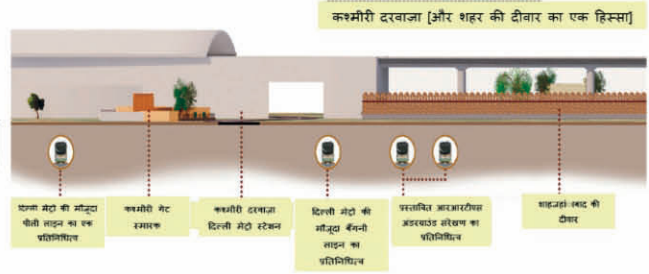 कश्मीरी दरवाज़ा [और शहर की दीवार का एक हिस्सा]
दिल्ली मेट्रो की मौजूदा
पीली लाइन का एक
प्रतिनिधित्व
कश्मीरी गेट
स्मारक
कश्मीरी दरवाज़ा
दिल्ली मेट्रो स्टेशन
दिल्ली मेट्रो की
मौजूदा बैंगनी
लाइन का
प्रतिनिधित्व
प्रस्तावित आरआरटीएस
अंडरग्राउंड संरेखण का
प्रतिनिधित्व
शाहजहांाबाद की
दीवार